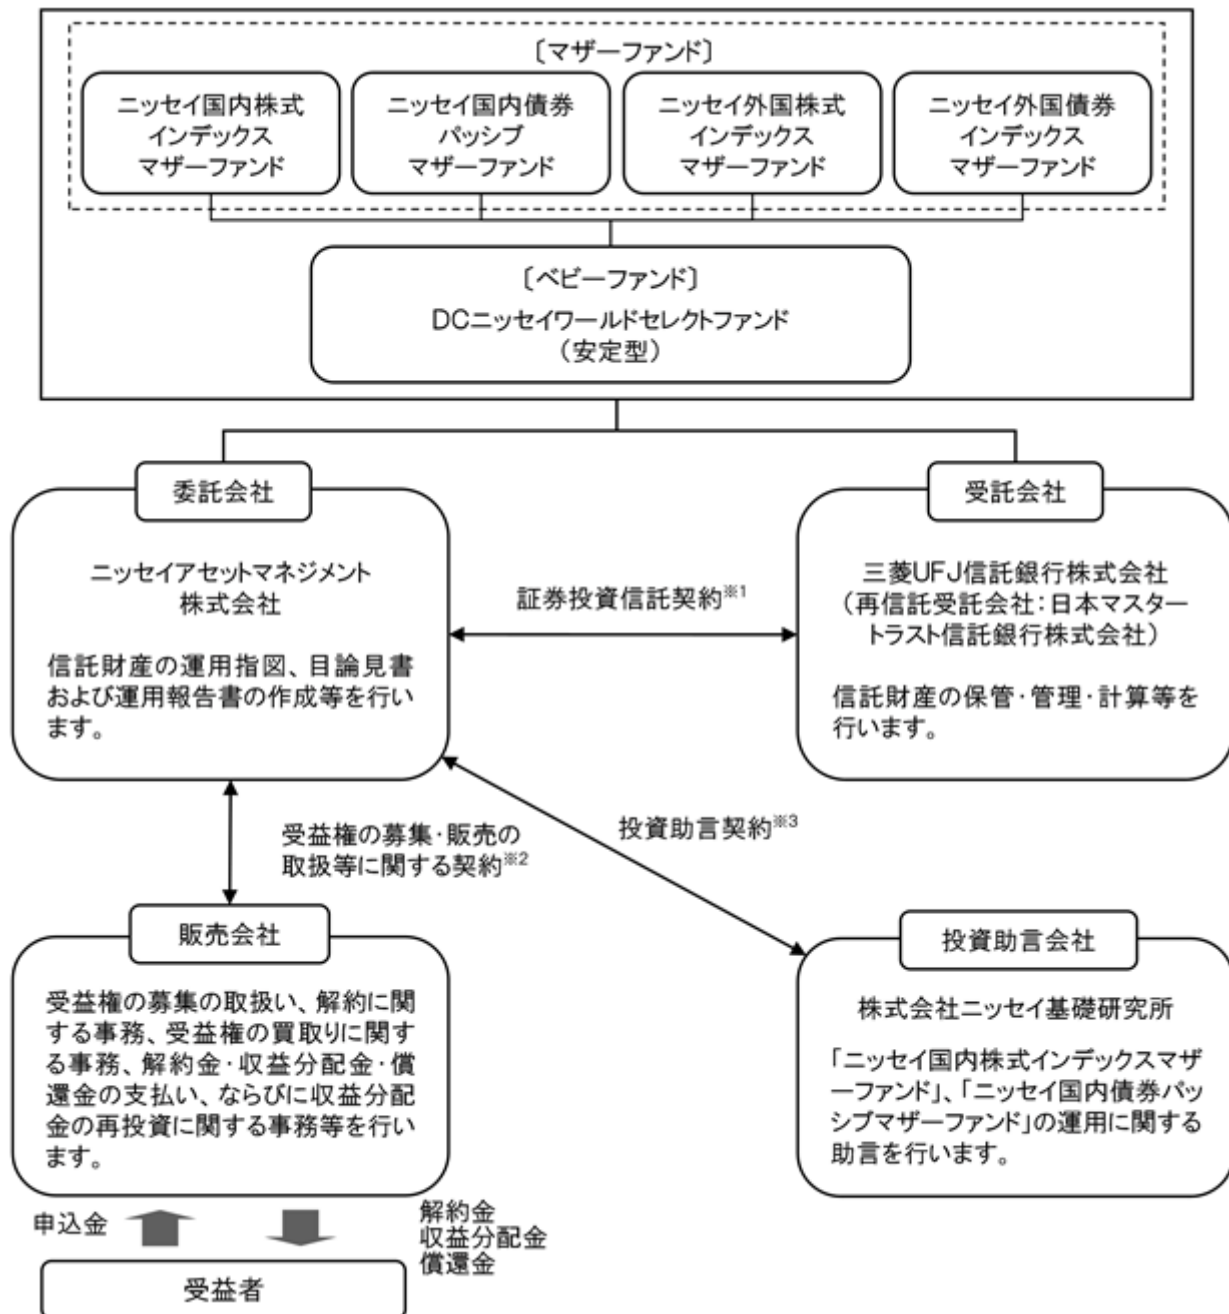 〔マザーファンド〕
ニッセイ国内株式
インデックス
マザーファンド
ニッセイ国内債券
パッシブ
マザーファンド
ニッセイ外国株式
インデックス
マザーファンド
ニッセイ外国債券
インデックス
マザーファンド
〔ベビーファンド〕
DCニッセイワールドセレクトファンド
（安定型）
委託会社
ニッセイアセットマネジメント
株式会社
信託財産の運用指図、目論見書
および運用報告書の作成等を行い
ます。
証券投資信託契約※1
受託会社
三菱UFJ信託銀行株式会社
（再信託受託会社：日本マスター
トラスト信託銀行株式会社）
信託財産の保管・管理・計算等を
行います。
受益権の募集・販売の
取扱等に関する契約※2
投資助言契約※3
販売会社
受益権の募集の取扱い、解約に関
する事務、受益権の買取りに関す
る事務、解約金・収益分配金・償
還金の支払い、ならびに収益分配
金の再投資に関する事務等を行い
ます。
投資助言会社
株式会社ニッセイ基礎研究所
「ニッセイ国内株式インデックスマザ
ーファンド」、「ニッセイ国内債券パッ
シブマザーファンド」の運用に関する
助言を行います。
申込金
解約金
収益分配金
償還金
受益者